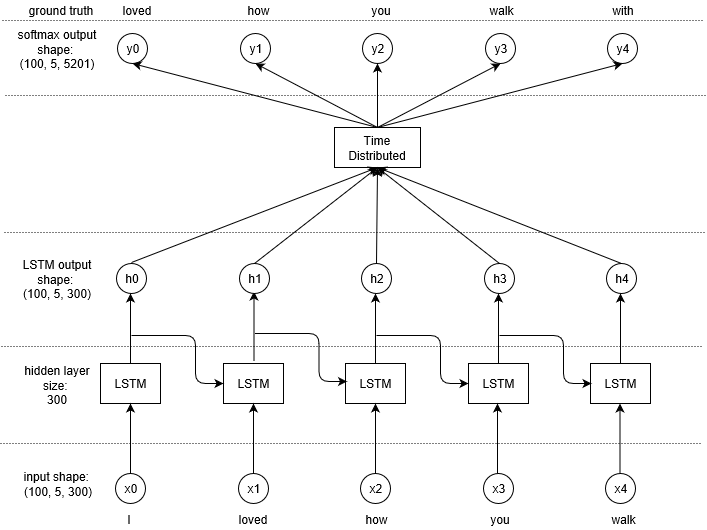 ground truth loved how you walk with
softmax output
shape:
(100, 5, 5201)
y0 y1 y2 y3 y4
Time
Distributed
LSTM output
shape:
(100, 5, 300)
h0 h1 h2 h3 h4
hidden layer
size:
300
LSTM LSTM LSTM LSTM LSTM
input shape:
(100, 5, 300)
x0 x1 x2 x3 x4
I loved how you walk